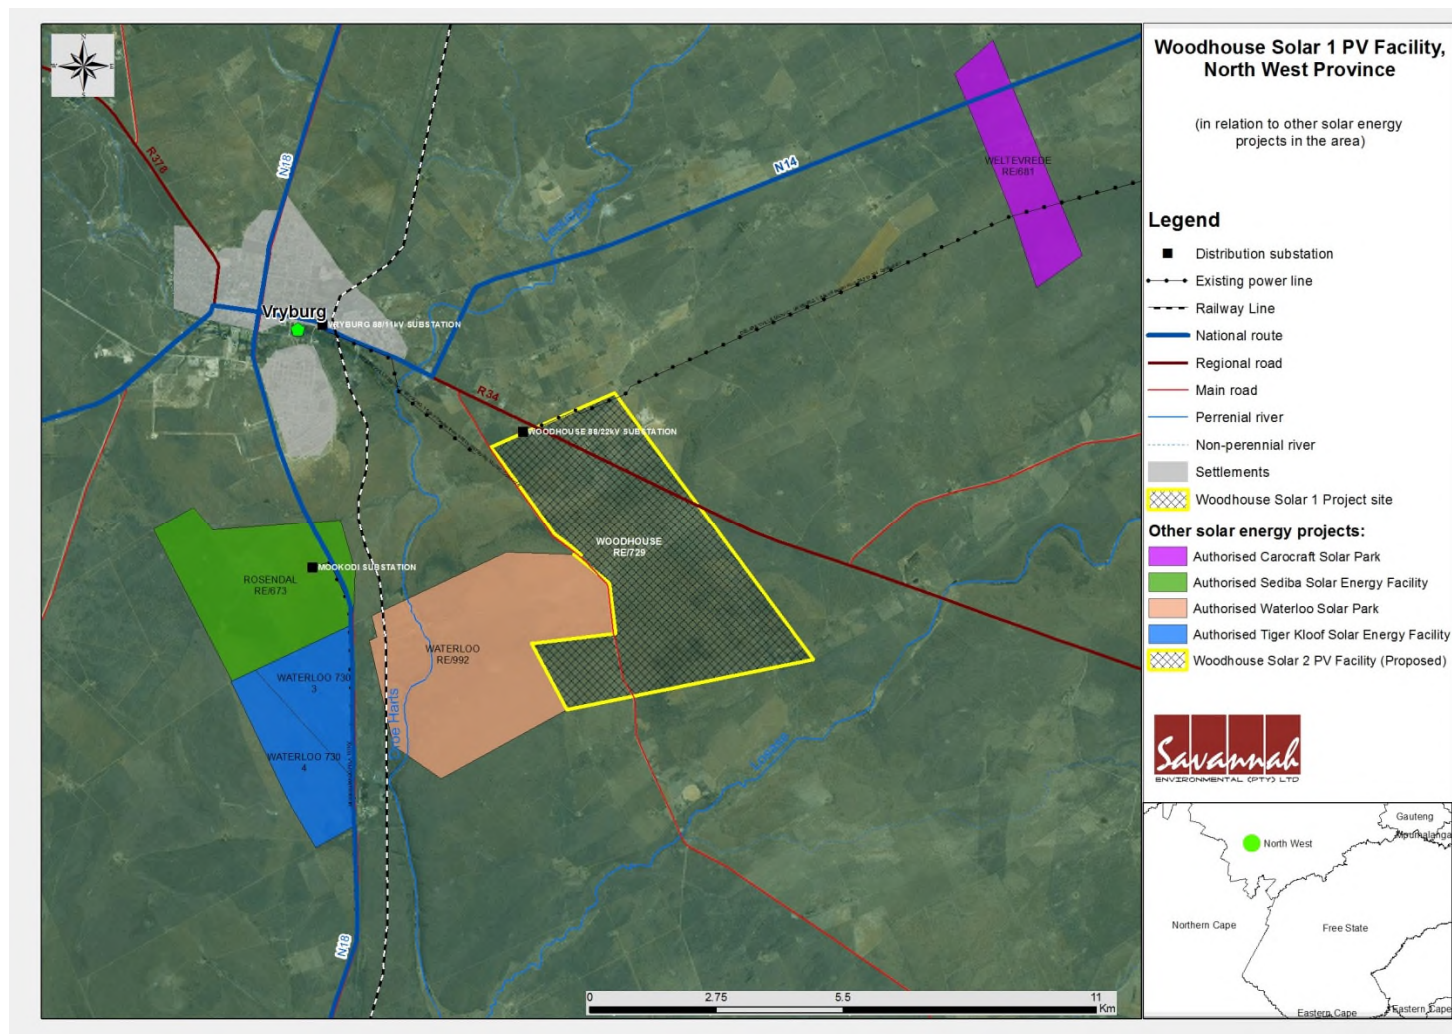 Woodhouse Solar 1 PV Facility,
North West Province
(in relation to other solar energy
projects in the area)
Legend
Distribution substation
Existing power line
Railway Line
National route
Regional road
Main road
Perrenial river
Non-perennial river
Settlements
Woodhouse Solar 1 Project site
Other solar energy projects:
Authorised Carocraft Solar Park
Authorised Sediba Solar Energy Facility
Authorised Waterloo Solar Park
Authorised Tiger Kloof Solar Energy Facility
Woodhouse Solar 2 PV Facility (Proposed)
Savannah
ENVIRONMENTAL (PTY) LTD
Gauteng
Mpumalanga
North West
Northern Cape
Free State
Eastern Cape
Eastern Cape
N
E
S
W
R378
N18
N14
WELTEVREDE
RE/681
Vryburg
VRYBURG 88/11kV SUBSTATION
R34
WOODHOUSE 88/22kV SUBSTATION
WOODHOUSE
RE/729
MOOKODI SUBSTATION
ROSENDAL
RE/673
WATERLOO
RE/992
WATERLOO 730
3
WATERLOO 730
4
Harts
N18
0 2.75 5.5 11
Km